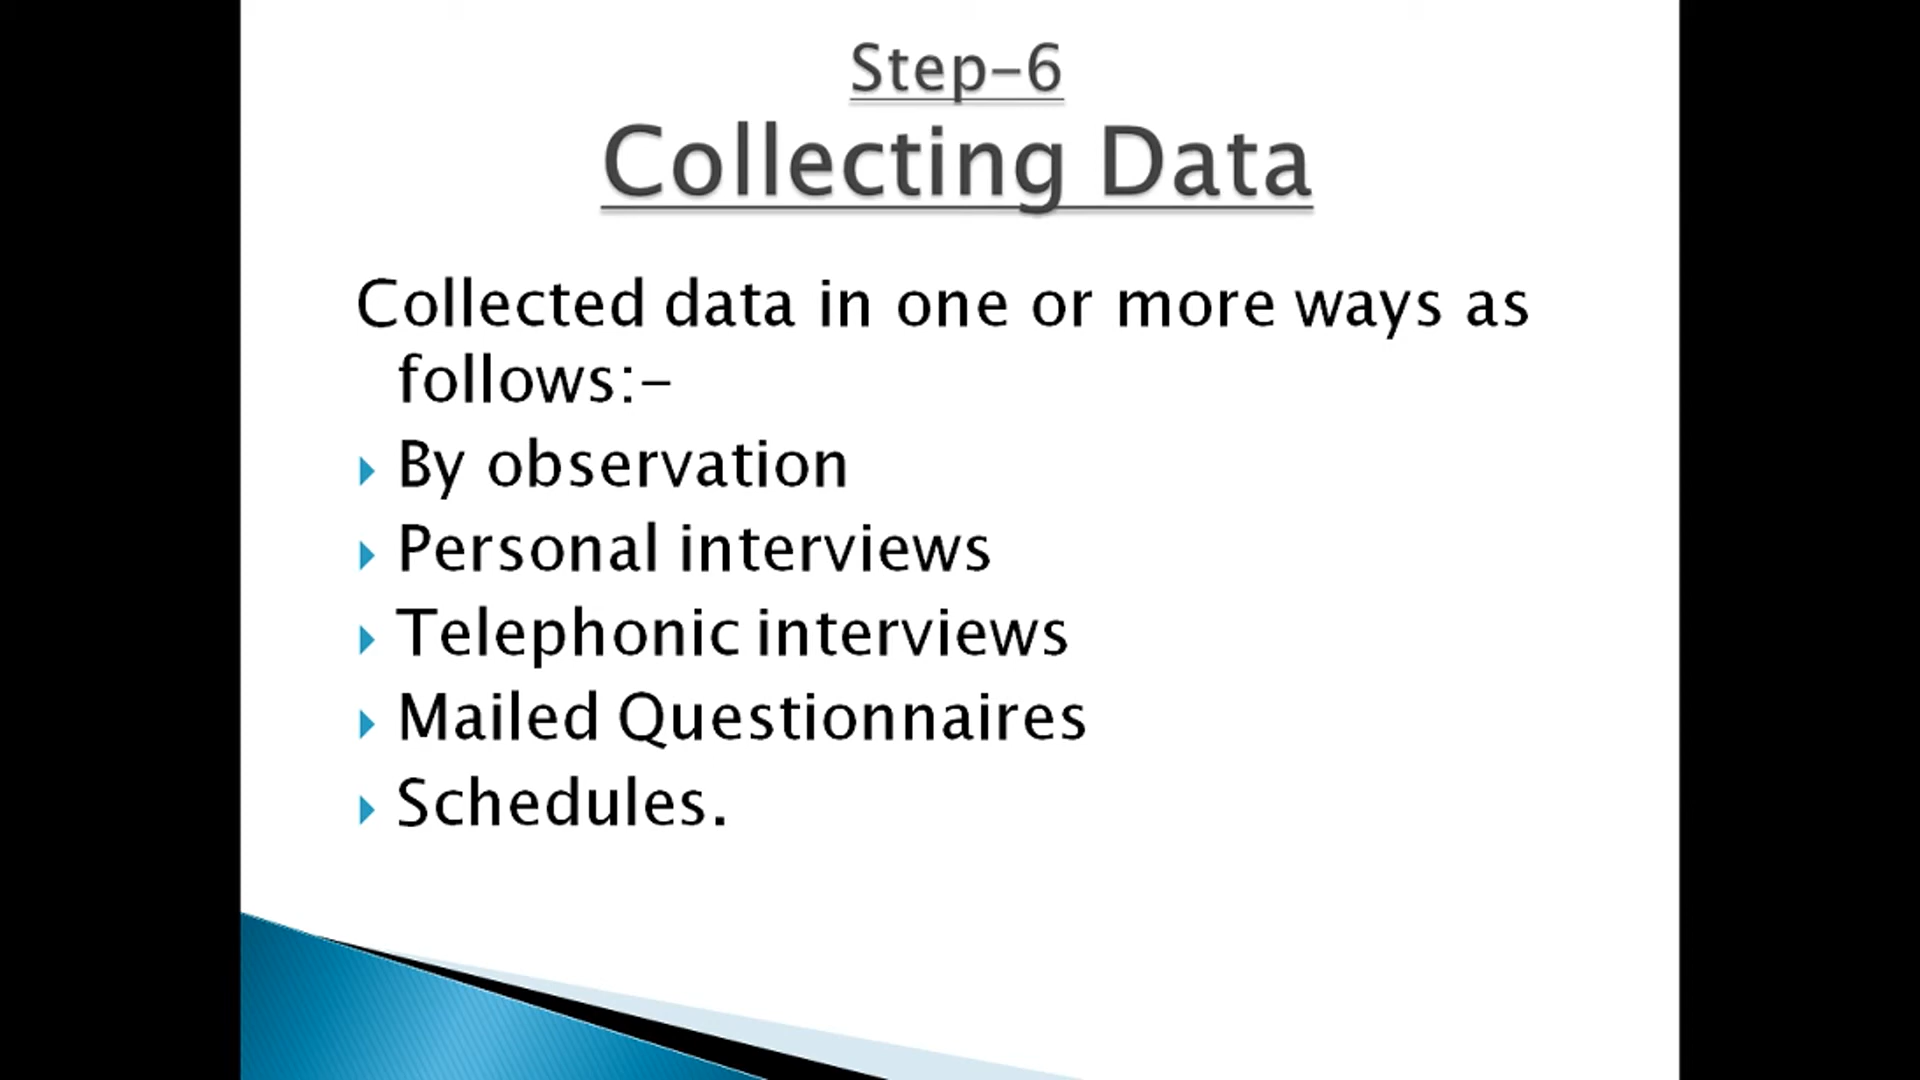 Step-6
Collecting Data
Collected data in one or more ways as
follows:-
By observation
Personal interviews
Telephonic interviews
Mailed Questionnaires
Schedules.